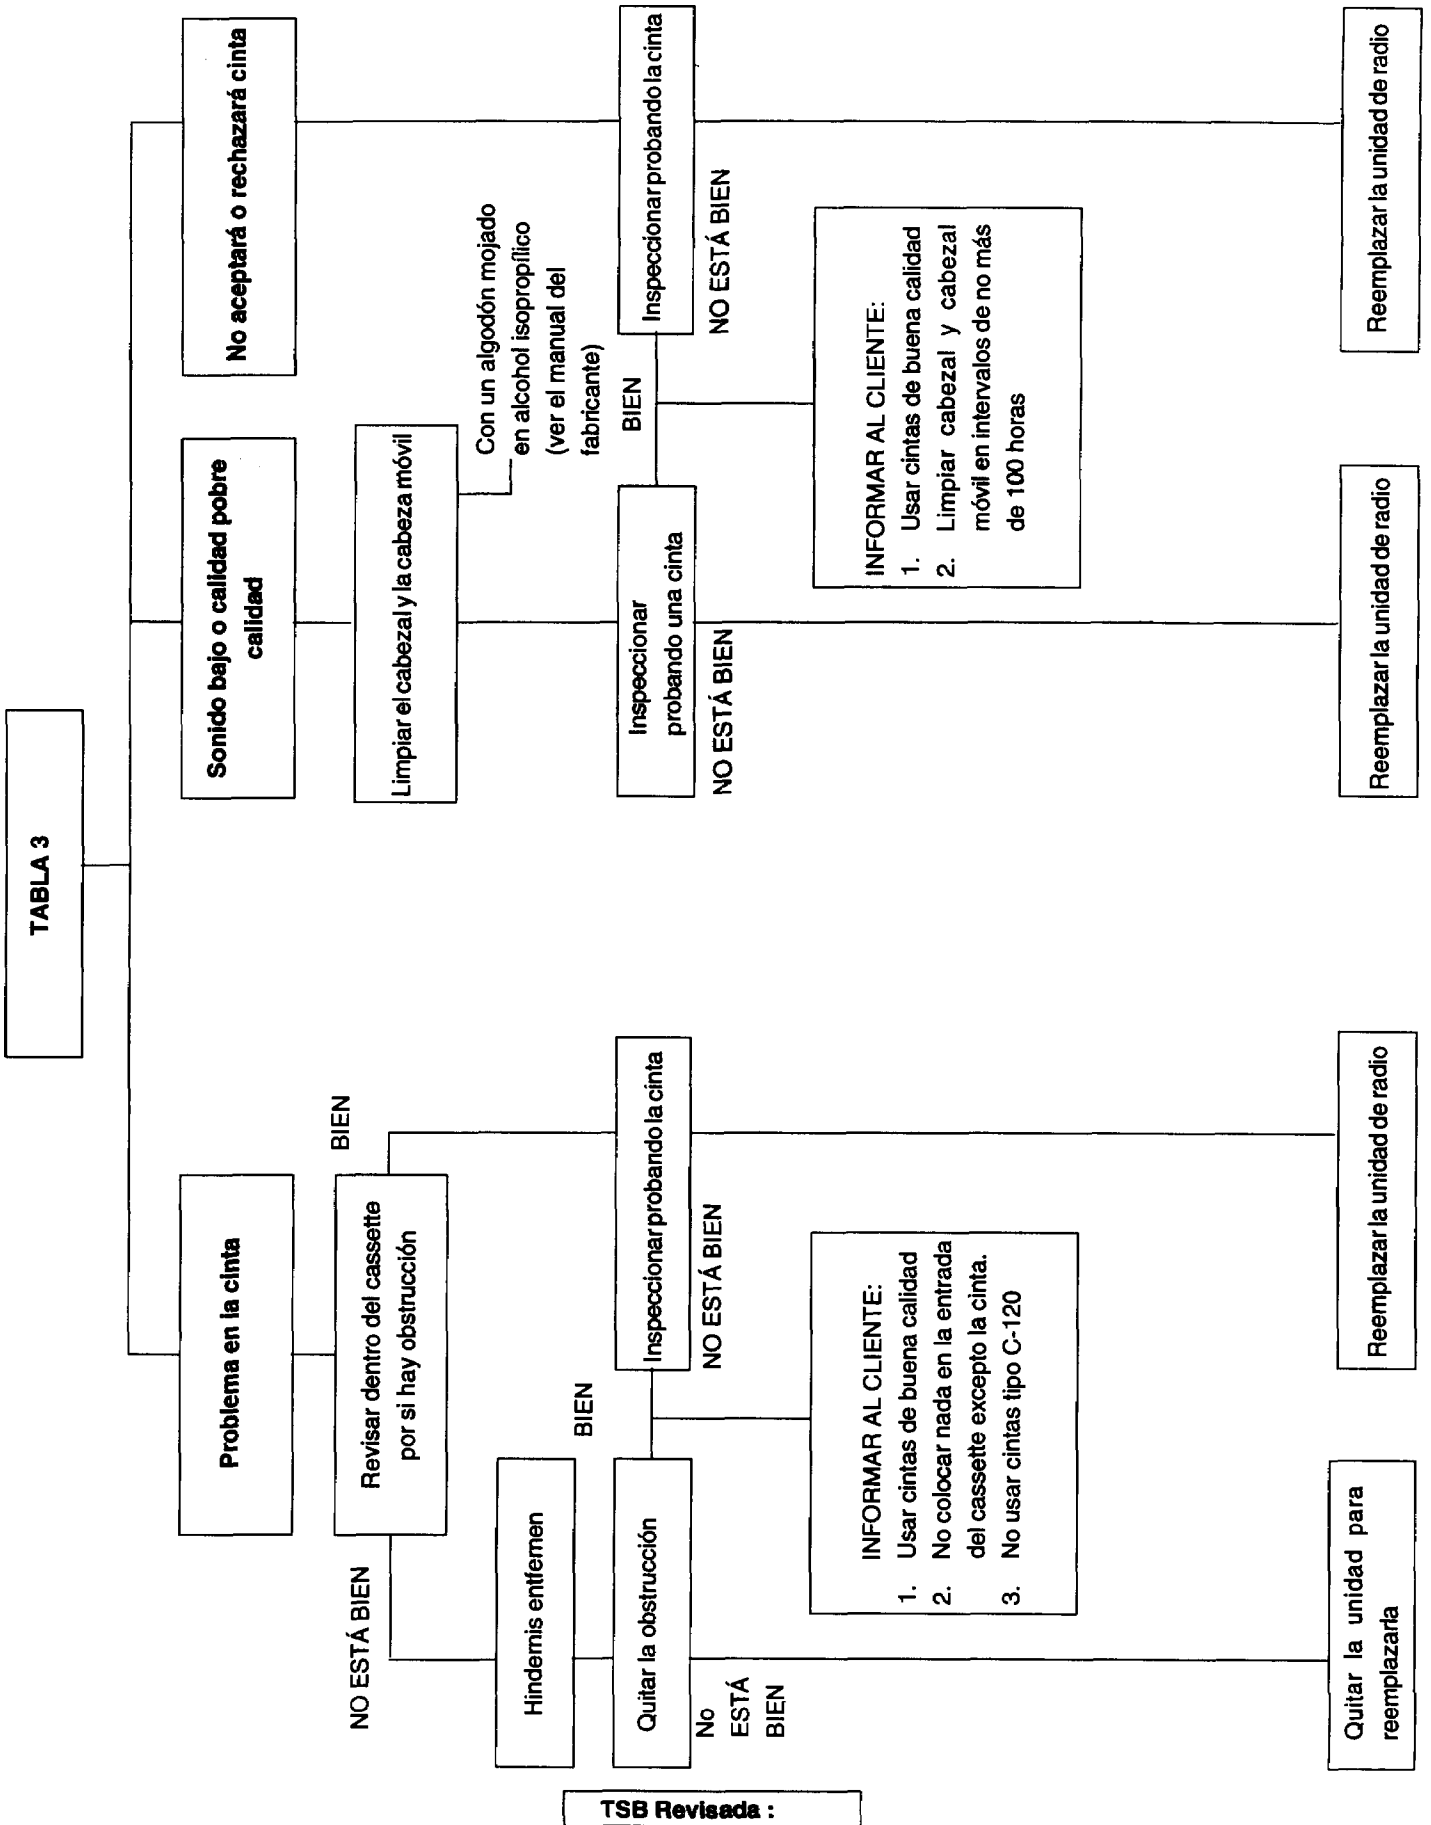 TABLA 3
Problema en la cinta
Sonido bajo o calidad pobre
calidad
No aceptará o rechazará cinta
BIEN
Revisar dentro del cassette
por si hay obstrucción
NO ESTÁ BIEN
Limpiar el cabezal y la cabeza móvil
Con un algodón mojado
en alcohol isopropílico
(ver el manual del
fabricante)
Hindernis entfernen
BIEN
Quitar la obstrucción
Inspeccionar probando la cinta
No
ESTÁ
BIEN
NO ESTÁ BIEN
Inspeccionar
probando una cinta
BIEN
Inspeccionar probando la cinta
NO ESTÁ BIEN
NO ESTÁ BIEN
INFORMAR AL CLIENTE:
1. Usar cintas de buena calidad
2. No colocar nada en la entrada
del cassette excepto la cinta.
3. No usar cintas tipo C-120
INFORMAR AL CLIENTE:
1. Usar cintas de buena calidad
2. Limpiar cabezal y cabezal
móvil en intervalos de no más
de 100 horas
Quitar la unidad para
reemplazarla
Reemplazar la unidad de radio
Reemplazar la unidad de radio
Reemplazar la unidad de radio
TSB Revisada :